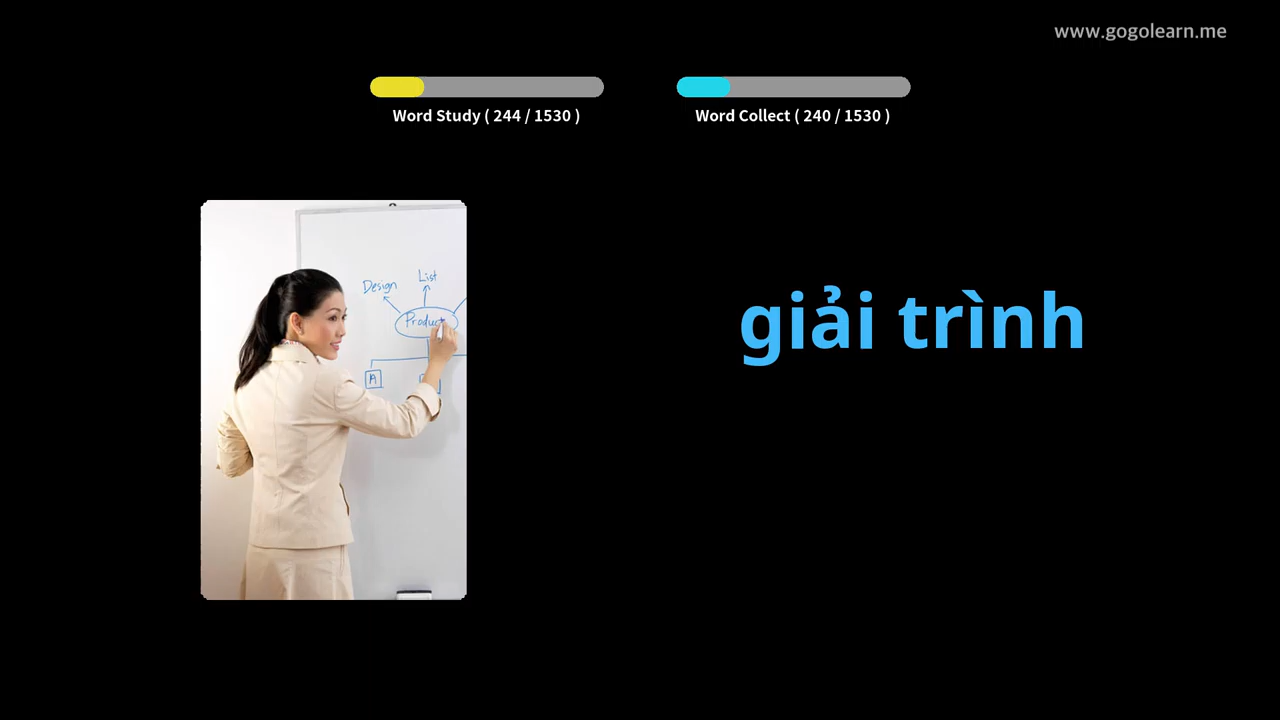 www.gogolearn.me
Word Study ( 244 / 1530 )
Word Collect ( 240 / 1530 )
List
Design
Product
A
giải trình